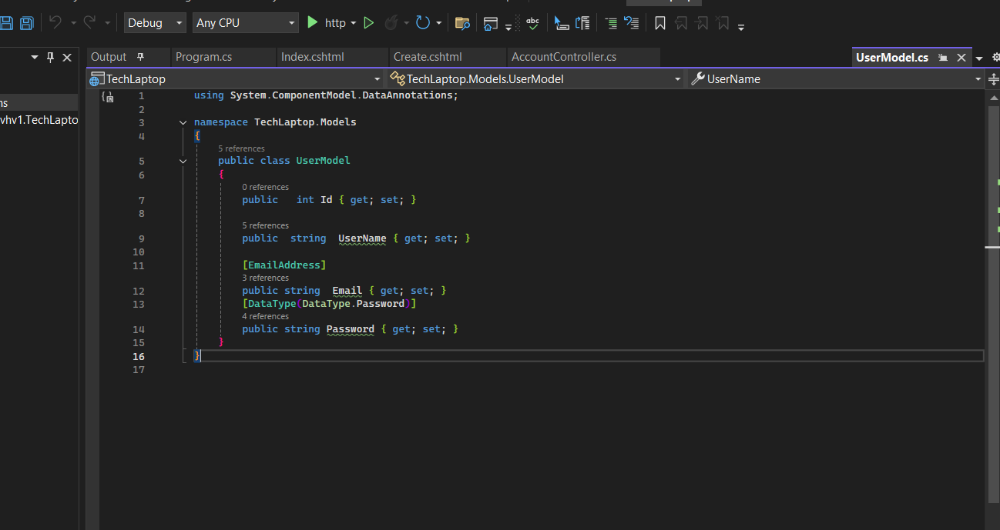 Debug Any CPU http
abc
Output Program.cs Index.cshtml Create.cshtml AccountController.cs UserModel.cs
TechLaptop TechLaptop.Models.UserModel UserName
ns
vhv1.TechLapto
1 using System.ComponentModel.DataAnnotations;
2
3 namespace TechLaptop.Models
4 {
5 references
5 public class UserModel
6 {
0 references
7 public int Id { get; set; }
8
5 references
9 public string UserName { get; set; }
10
11 [EmailAddress]
3 references
12 public string Email { get; set; }
13 [DataType(DataType.Password)]
4 references
14 public string Password { get; set; }
15 }
16 }
17